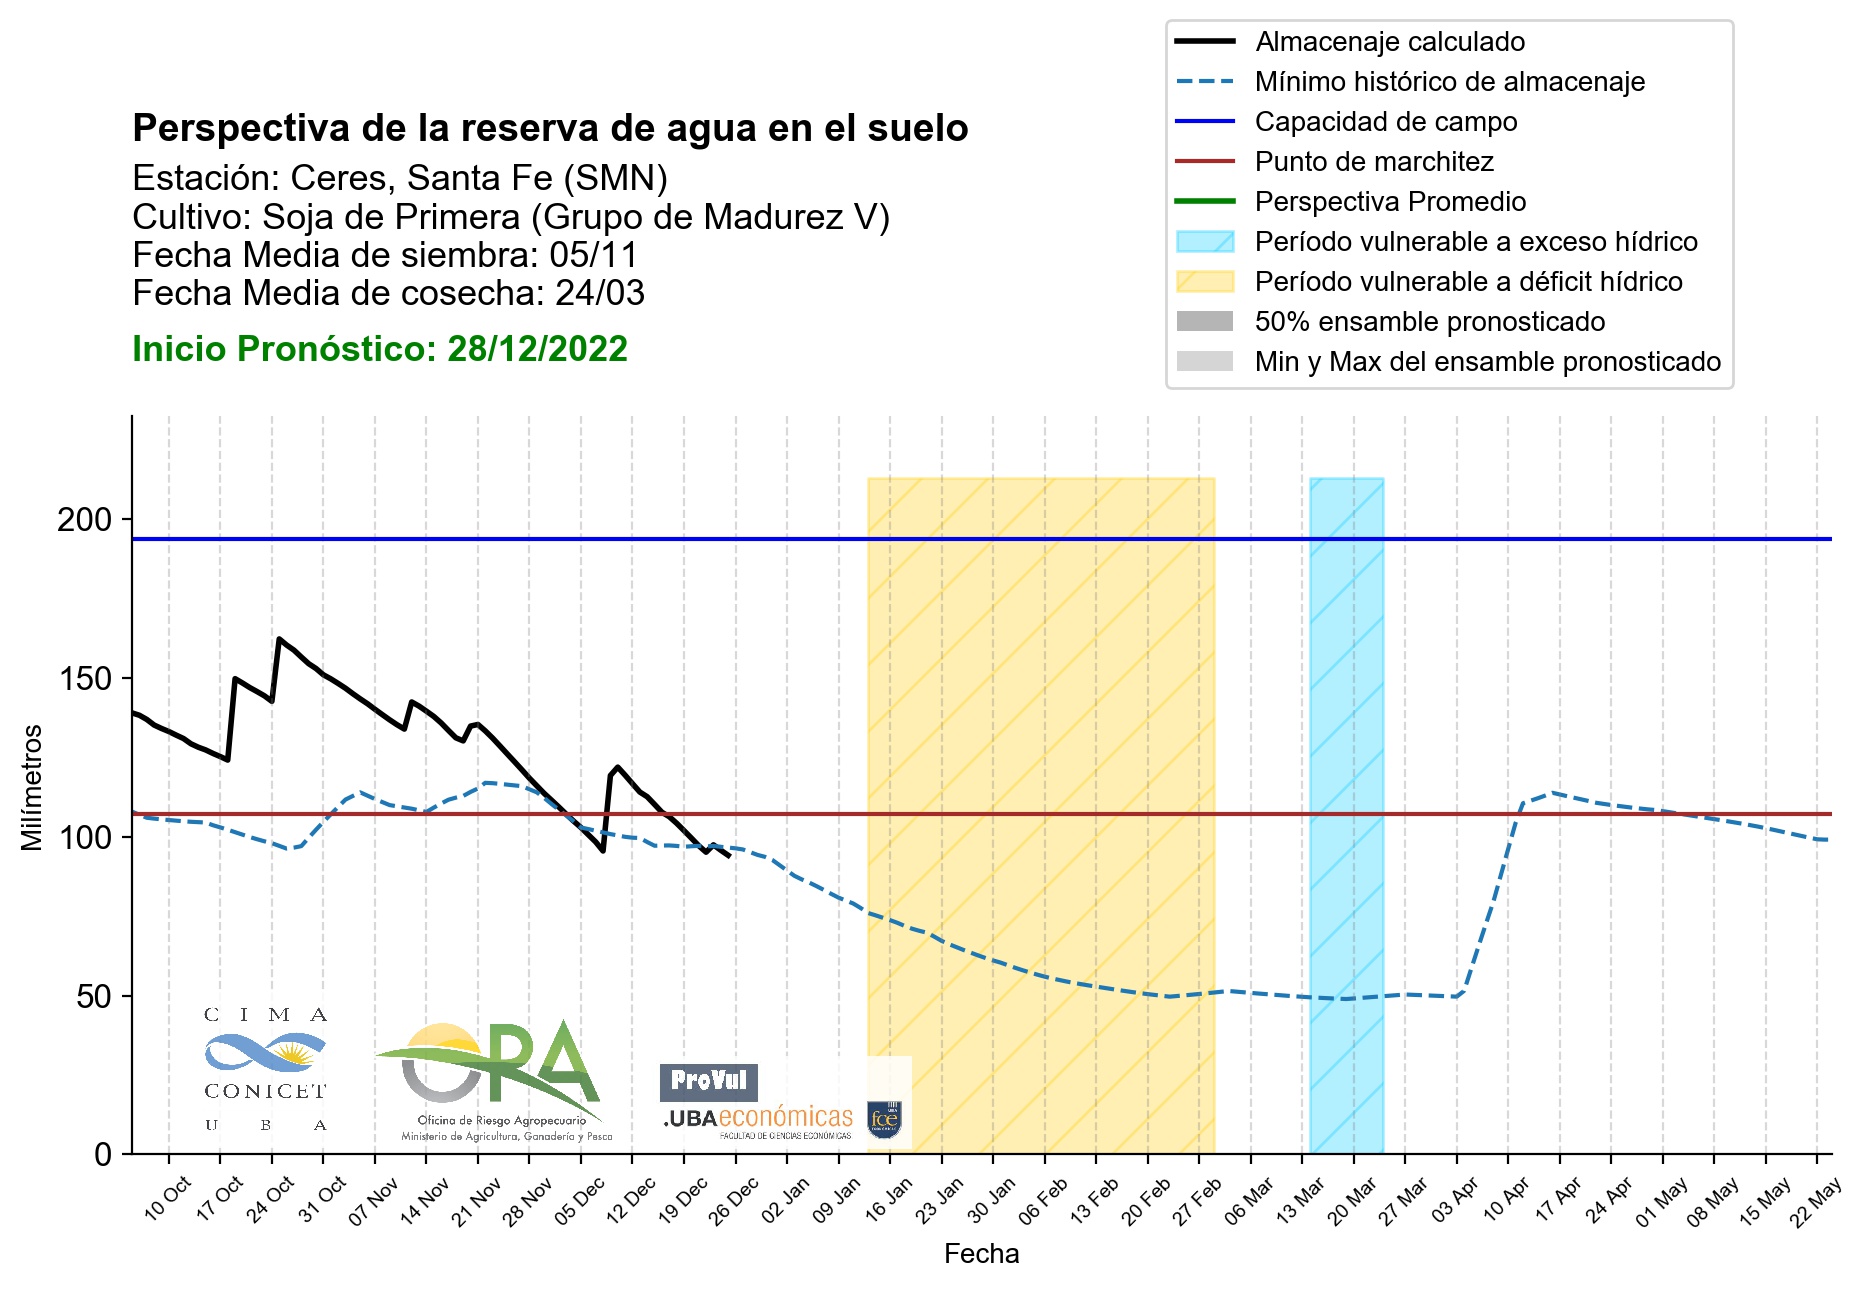 Almacenaje calculado
Mínimo histórico de almacenaje
Capacidad de campo
Punto de marchitez
Perspectiva Promedio
Período vulnerable a exceso hídrico
Período vulnerable a déficit hídrico
50% ensamble pronosticado
Min y Max del ensamble pronosticado
Perspectiva de la reserva de agua en el suelo
Estación: Ceres, Santa Fe (SMN)
Cultivo: Soja de Primera (Grupo de Madurez V)
Fecha Media de siembra: 05/11
Fecha Media de cosecha: 24/03
Inicio Pronóstico: 28/12/2022
200
150
100
50
0
Milímetros
CIMA
CONICET
UBA
ORA
Oficina de Riesgo Agropecuario
Ministerio de Agricultura, Ganadería y Pesca
ProVul
.UBAeconómicas
FACULTAD DE CIENCIAS ECONÓMICAS
fce
10 Oct
17 Oct
24 Oct
31 Oct
07 Nov
14 Nov
21 Nov
28 Nov
05 Dec
12 Dec
19 Dec
26 Dec
02 Jan
09 Jan
16 Jan
23 Jan
30 Jan
06 Feb
13 Feb
20 Feb
27 Feb
06 Mar
13 Mar
20 Mar
27 Mar
03 Apr
10 Apr
17 Apr
24 Apr
01 May
08 May
15 May
22 May
Fecha